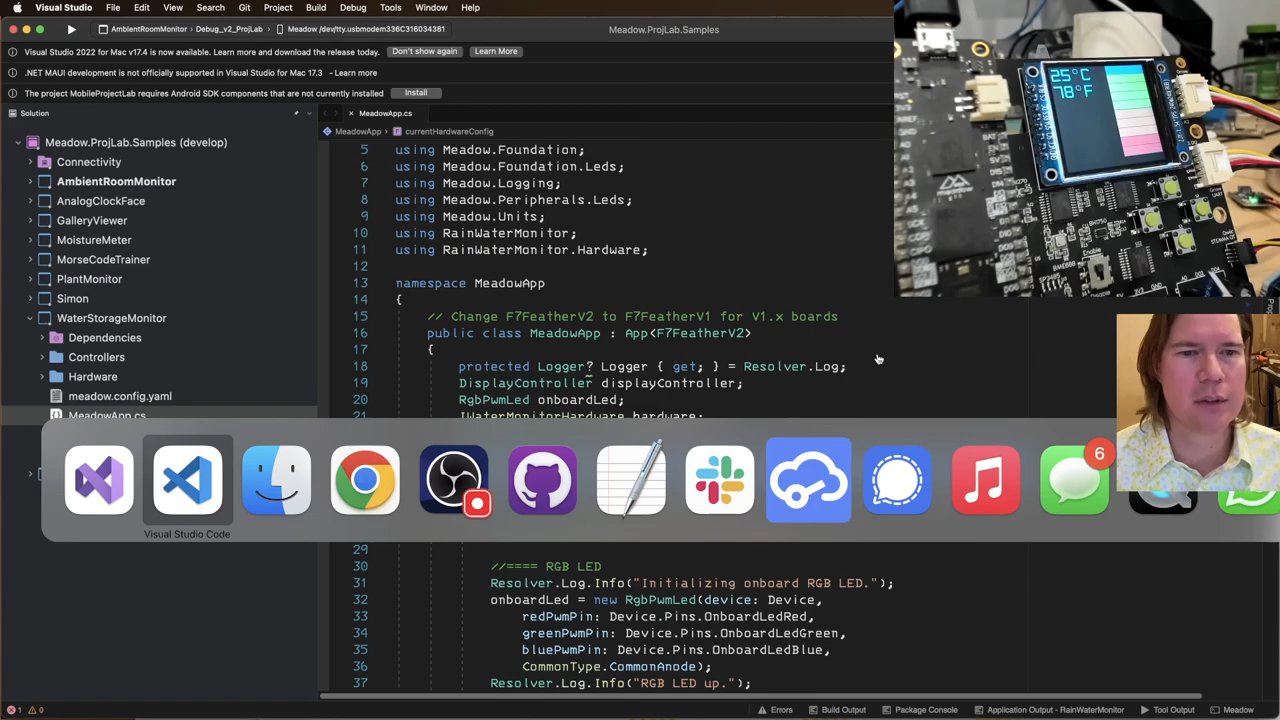 Visual Studio File Edit View Search Git Project Build Debug Tools Window Help
AmbientRoomMonitor Debug_v2_ProjLab Meadow /dev/tty.usbmodem336C316034381 Meadow.ProjLab.Samples
Visual Studio 2022 for Mac v17.4 is now available. Learn more and download the release today. Don't show again Learn More
.NET MAUI development is not officially supported in Visual Studio for Mac 17.3 - Learn more
The project MobileProjectLab requires Android SDK components that are not currently installed Install
Solution
Meadow.ProjLab.Samples (develop)
Connectivity
AmbientRoomMonitor
AnalogClockFace
GalleryViewer
MoistureMeter
MorseCodeTrainer
PlantMonitor
Simon
WaterStorageMonitor
Dependencies
Controllers
Hardware
meadow.config.yaml
MeadowApp.cs
MeadowApp.cs
MeadowApp currentHardwareConfig
5 using Meadow.Foundation;
6 using Meadow.Foundation.Leds;
7 using Meadow.Logging;
8 using Meadow.Peripherals.Leds;
9 using Meadow.Units;
10 using RainWaterMonitor;
11 using RainWaterMonitor.Hardware;
12
13 namespace MeadowApp
14 {
15 // Change F7FeatherV2 to F7FeatherV1 for V1.x boards
16 public class MeadowApp : App<F7FeatherV2>
17 {
18 protected Logger? Logger { get; } = Resolver.Log;
19 DisplayController displayController;
20 RgbPwmLed onboardLed;
21 IWaterMonitorHardware hardware;
25°C
78°F
6
Visual Studio Code
29
30 //==== RGB LED
31 Resolver.Log.Info("Initializing onboard RGB LED.");
32 onboardLed = new RgbPwmLed(device: Device,
33 redPwmPin: Device.Pins.OnboardLedRed,
34 greenPwmPin: Device.Pins.OnboardLedGreen,
35 bluePwmPin: Device.Pins.OnboardLedBlue,
36 CommonType.CommonAnode);
37 Resolver.Log.Info("RGB LED up.");
1 0 Errors Build Output Package Console Application Output - RainWaterMonitor Tool Output Meadow